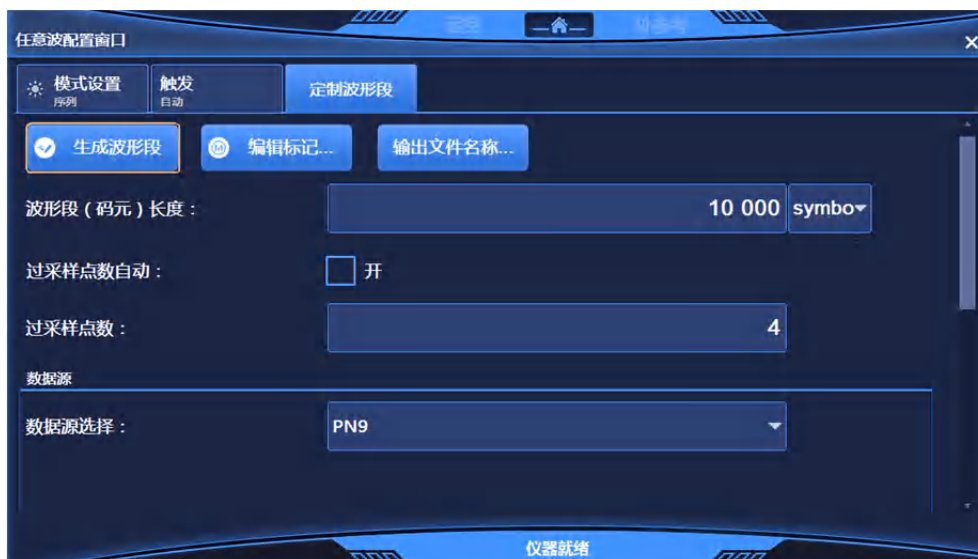 任意波配置窗口
模式设置
序列
触发
自动
定制波形段
生成波形段
编辑标记...
输出文件名称...
波形段（码元）长度：
10 000 symbo
过采样点数自动：
开
过采样点数：
4
数据源
数据源选择：
PN9
仪器就绪